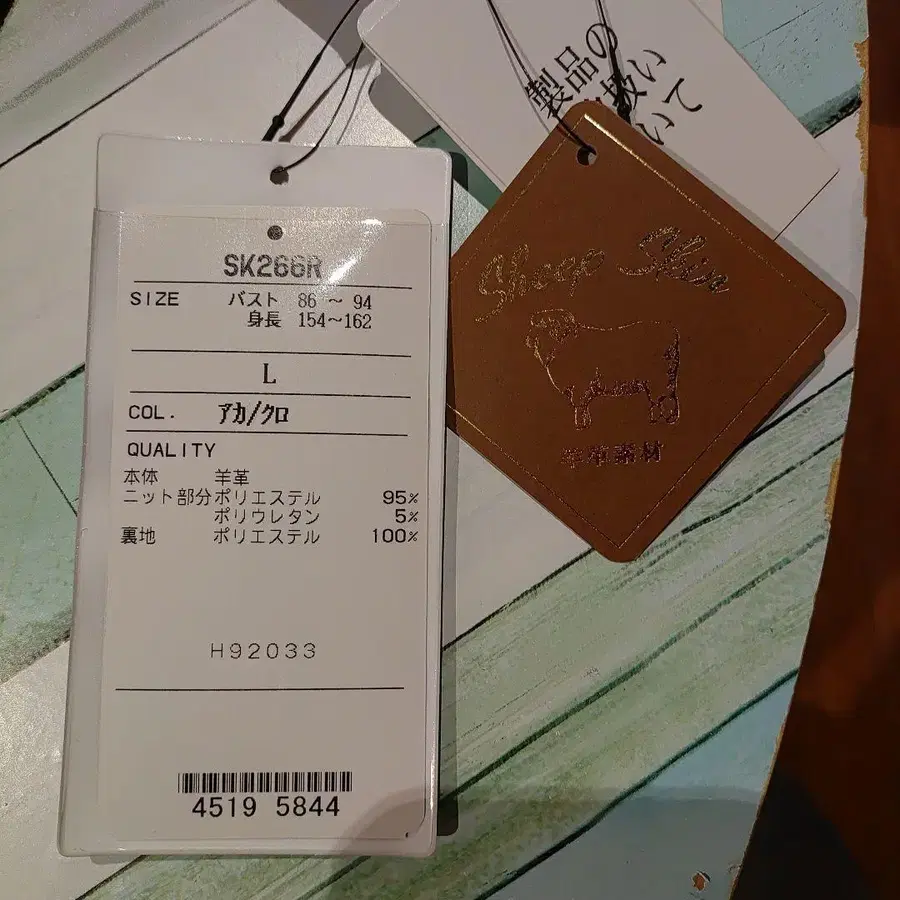 SK266R
SIZE バスト 86 ~ 94
身長 154~162
L
COL. アカ/クロ
QUALITY
本体 羊革
ニット部分ポリエステル 95%
ポリウレタン 5%
裏地 ポリエステル 100%
H92033
4519 5844
製品の
扱い
いて
Sheep Skin
羊革素材